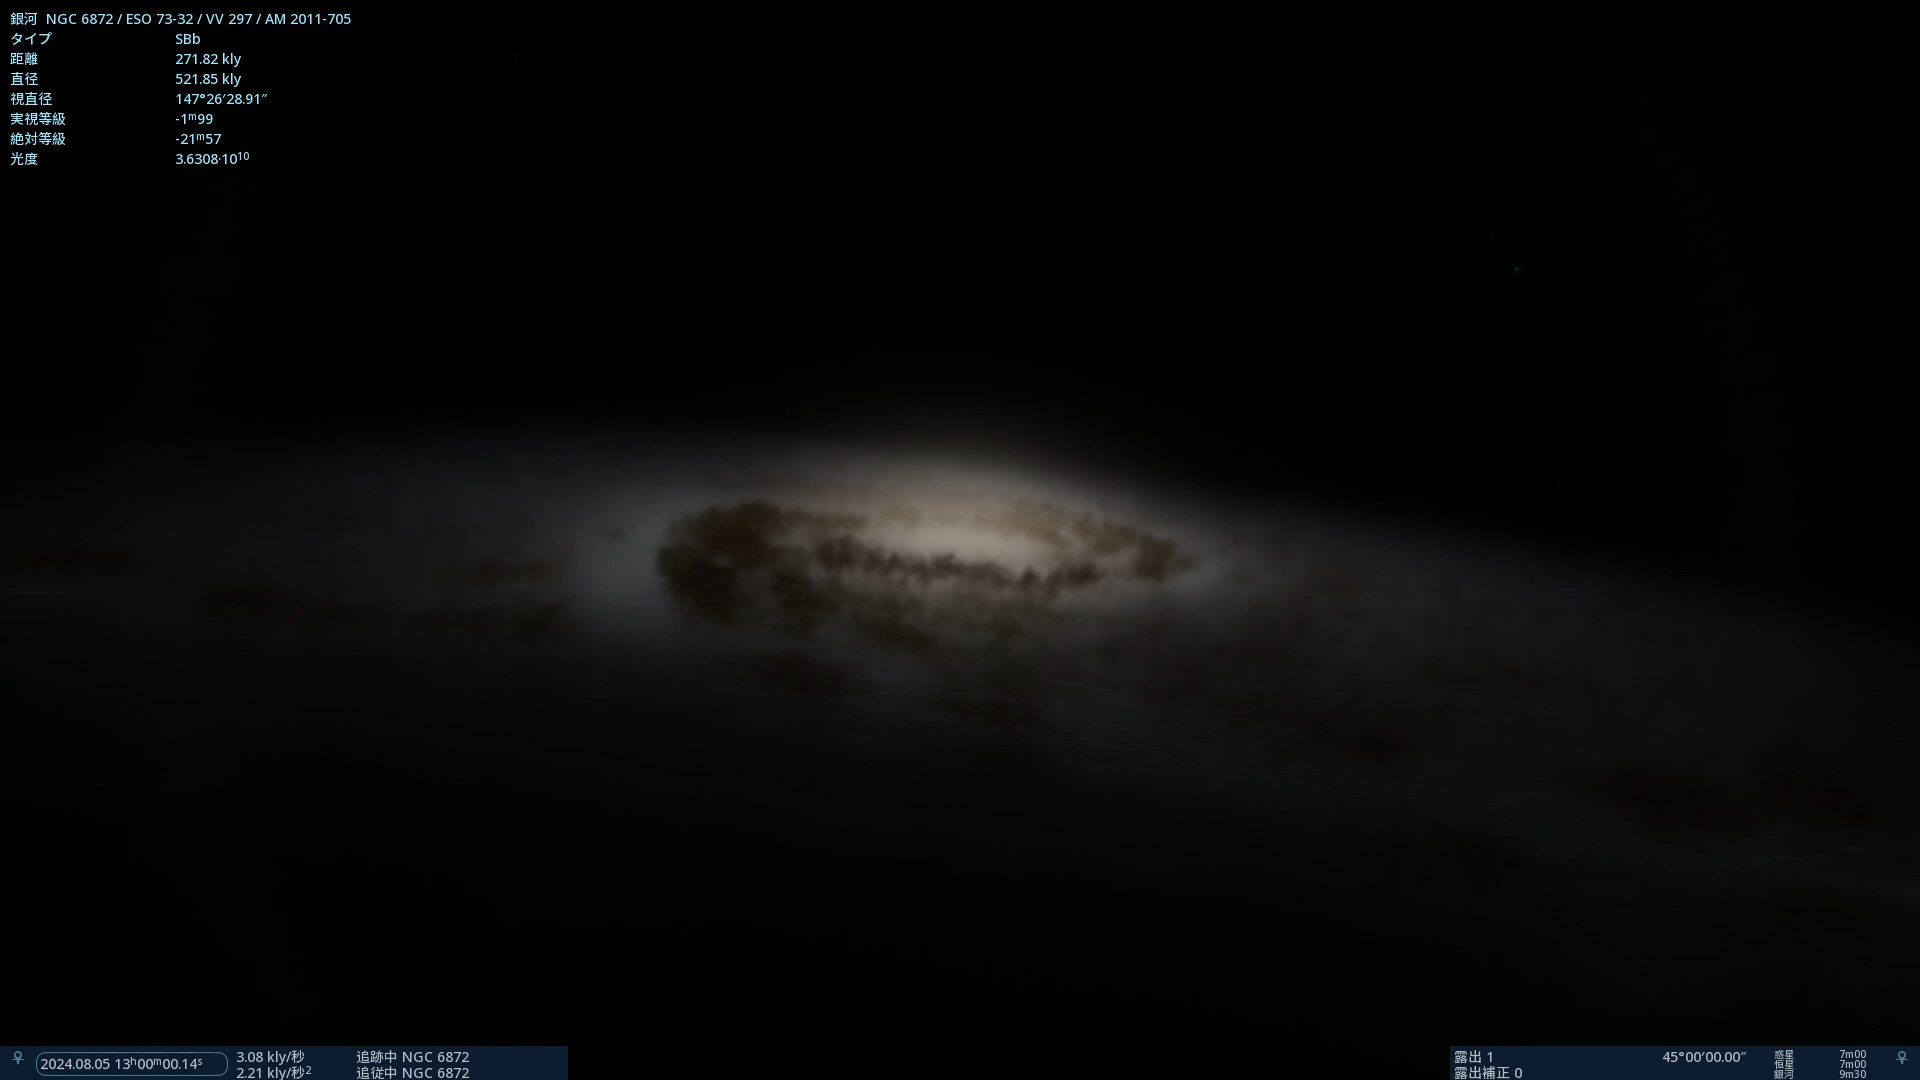 銀河 NGC 6872 / ESO 73-32 / VV 297 / AM 2011-705
タイプ SBb
距離 271.82 kly
直径 521.85 kly
視直径 147°26′28.91″
実視等級 -1ᵐ99
絶対等級 -21ᵐ57
光度 3.6308·10¹⁰
2024.08.05 13ʰ00ᵐ00.14ˢ
3.08 kly/秒 追跡中 NGC 6872
2.21 kly/秒² 追従中 NGC 6872
露出 1 45°00′00.00″
露出補正 0
惑星 7m00
恒星 7m00
銀河 9m30